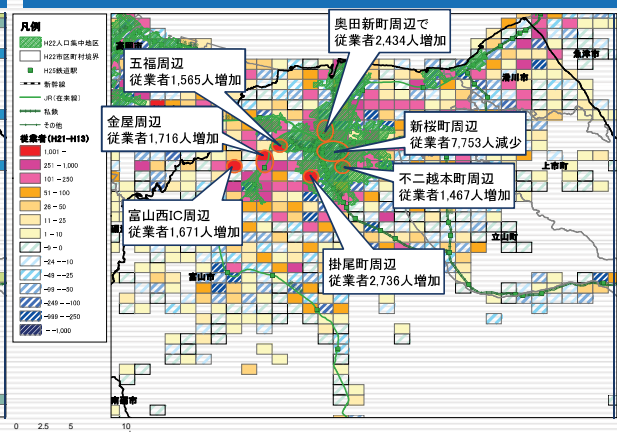 凡例
H22人口集中地区
H22市区町村境界
H25鉄道駅
新幹線
JR(在来線)
私鉄
その他
従業者(H21-H13)
1,001 -
251 - 1,000
101 - 250
51 - 100
26 - 50
11 - 25
1 - 10
-9 - 0
-24 - -10
-49 - -25
-99 - -50
-249 - -100
-999 - -250
- -1,000
奥田新町周辺で
従業者2,434人増加
五福周辺
従業者1,565人増加
金屋周辺
従業者1,716人増加
新桜町周辺
従業者7,753人減少
不二越本町周辺
従業者1,467人増加
富山西IC周辺
従業者1,671人増加
掛尾町周辺
従業者2,736人増加
魚津市
滑川市
上市町
立山町
富山市
南砺市
0 2.5 5 10